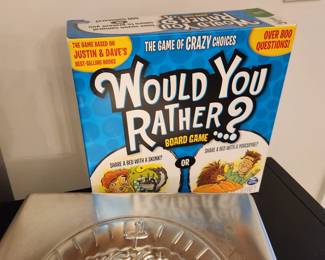 THE GAME OF CRAZY CHOICES
THE GAME BASED ON
JUSTIN & DAVE'S
BEST-SELLING BOOKS
OVER 800
QUESTIONS!
WOULD YOU
RATHER...?
BOARD GAME
SHARE A BED WITH A SKUNK?
OR
SHARE A BED WITH A PORCUPINE?